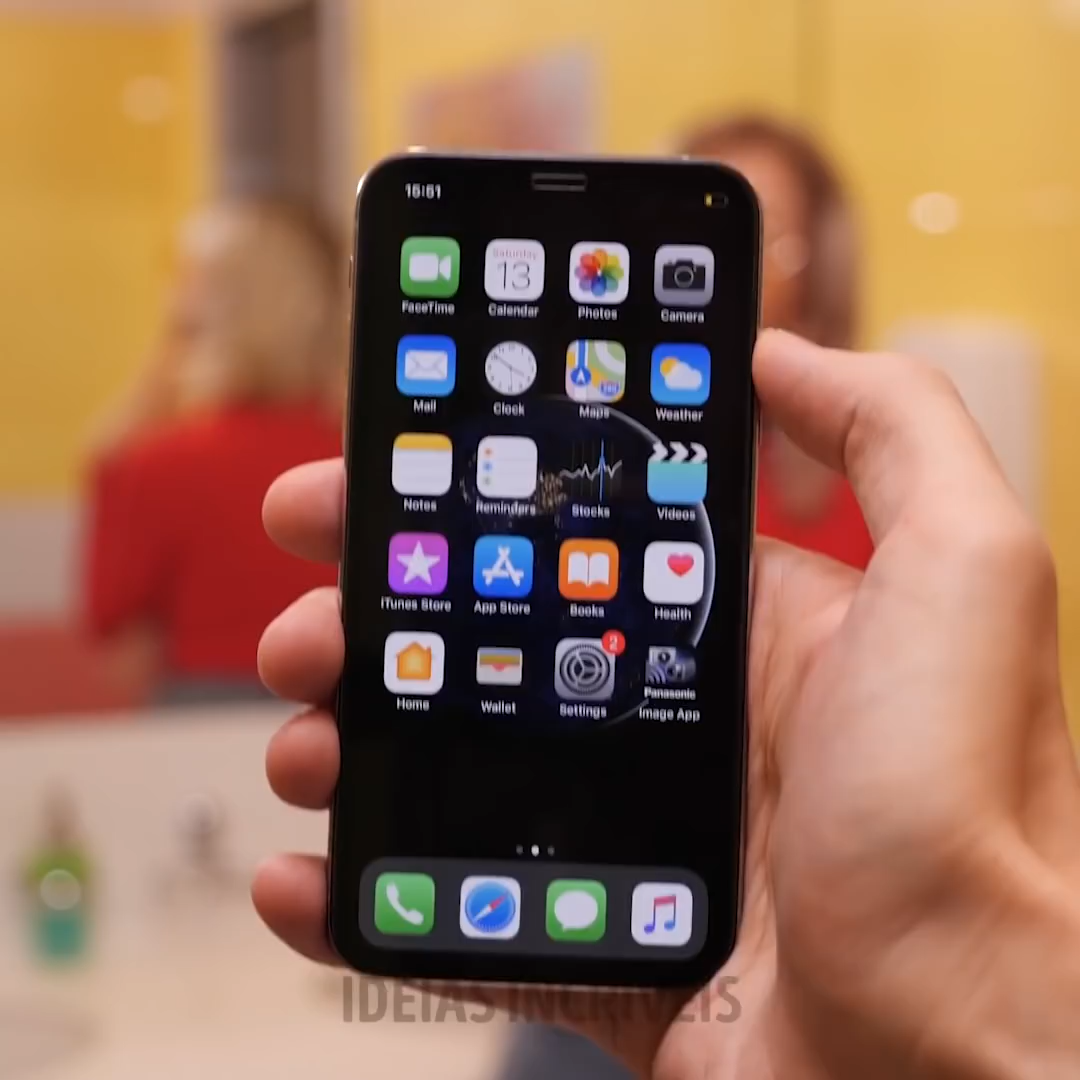 15:51
Saturday
13
FaceTime Calendar Photos Camera
Mail Clock Maps Weather
Notes Reminders Stocks Videos
iTunes Store App Store Books Health
2
Panasonic
Home Wallet Settings Image App
IDEIAS INCRÍVEIS